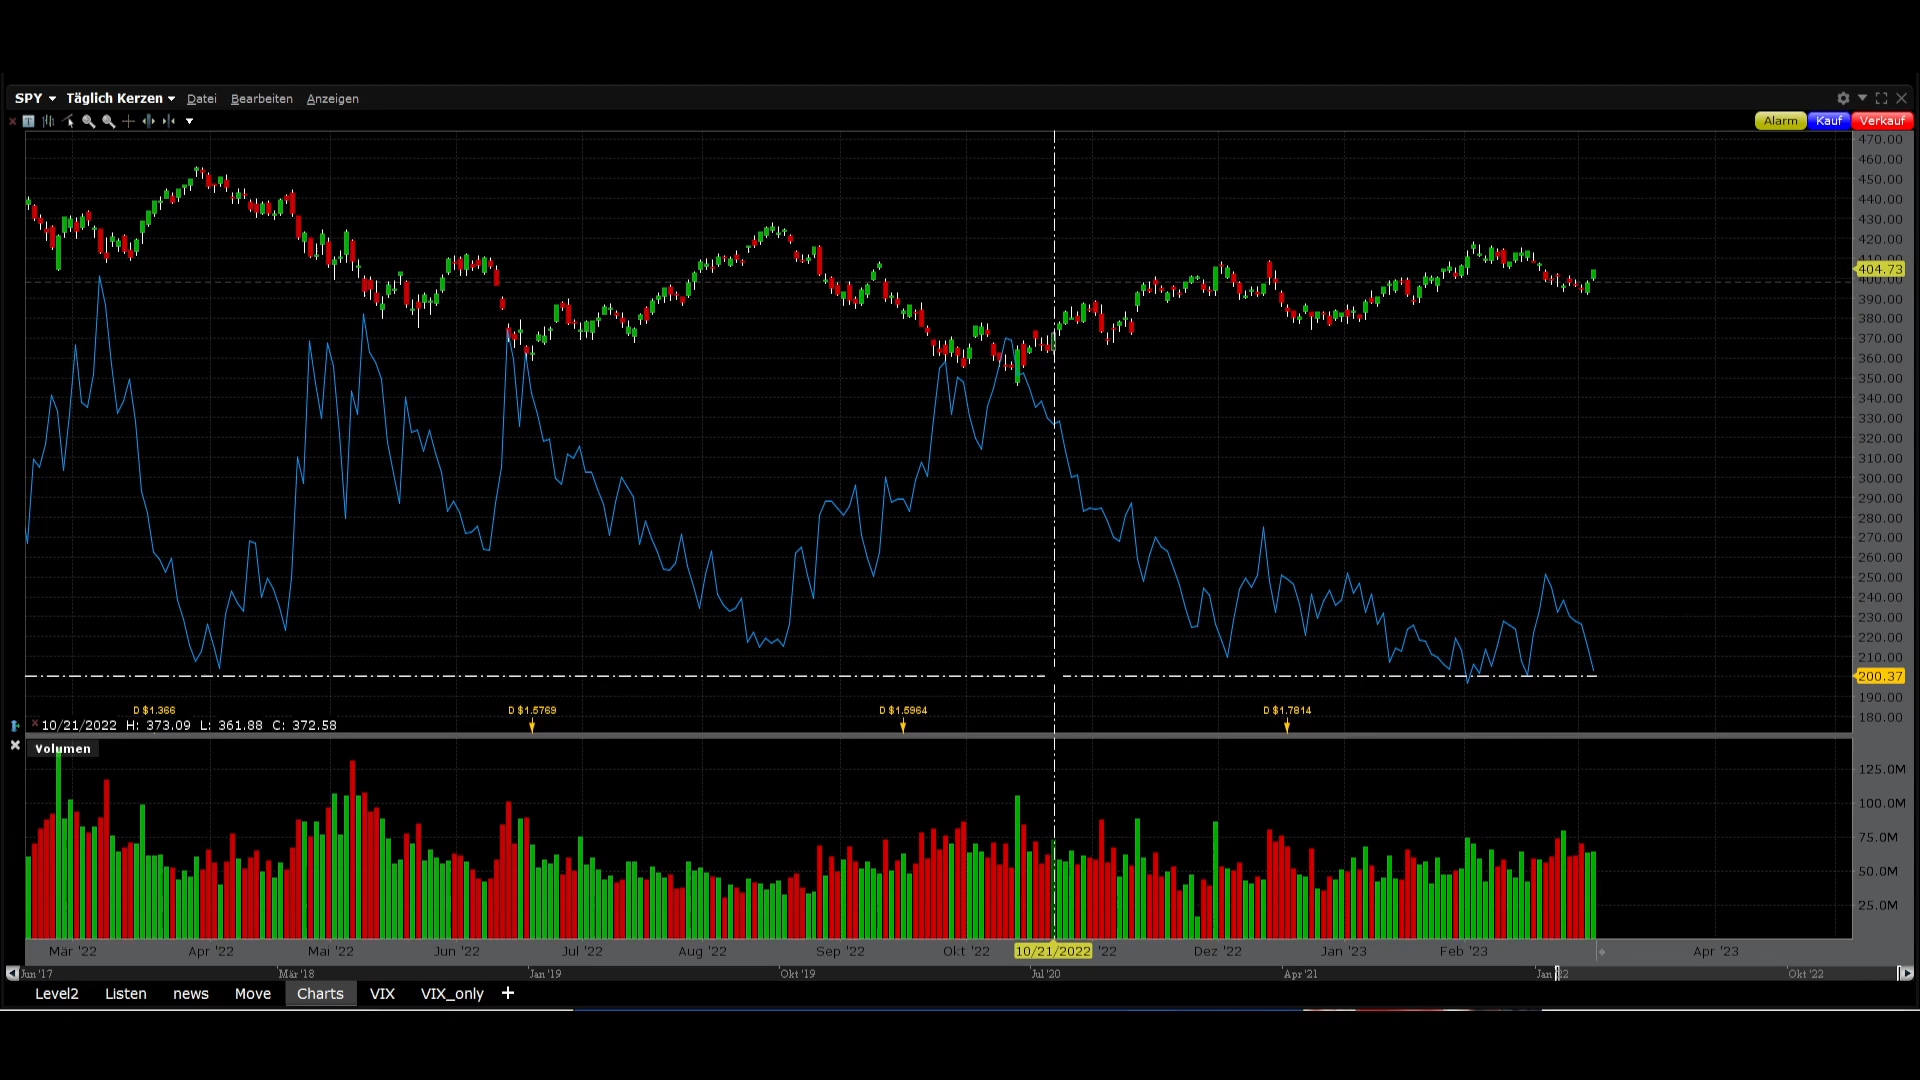 SPY Täglich Kerzen Datei Bearbeiten Anzeigen
Alarm Kauf Verkauf
470.00
460.00
450.00
440.00
430.00
420.00
410.00
404.73
400.00
390.00
380.00
370.00
360.00
350.00
340.00
330.00
320.00
310.00
300.00
290.00
280.00
270.00
260.00
250.00
240.00
230.00
220.00
210.00
200.37
190.00
180.00
D $1.366 D $1.5769 D $1.5964 D $1.7814
10/21/2022 H: 373.09 L: 361.88 C: 372.58
Volumen
125.0M
100.0M
75.0M
50.0M
25.0M
Mär '22 Apr '22 Mai '22 Jun '22 Jul '22 Aug '22 Sep '22 Okt '22 10/21/2022 '22 Dez '22 Jan '23 Feb '23 Apr '23
Jun '17 Mär '18 Jan '19 Okt '19 Jul '20 Apr '21 Jan '22 Okt '22
Level2 Listen news Move Charts VIX VIX_only +